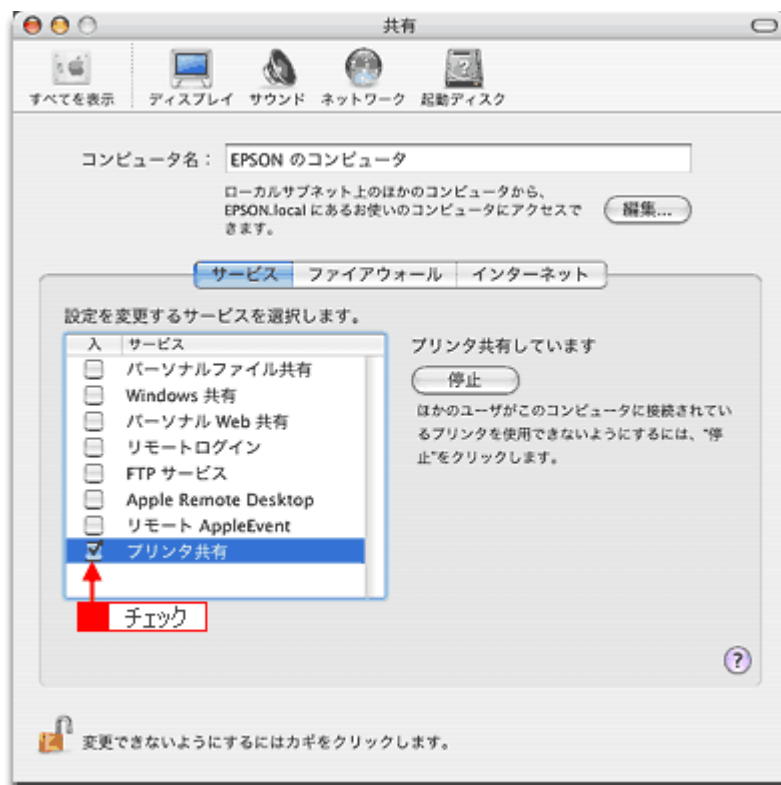 共有
すべてを表示 ディスプレイ サウンド ネットワーク 起動ディスク
コンピュータ名： EPSON のコンピュータ
ローカルサブネット上のほかのコンピュータから、
EPSON.local にあるお使いのコンピュータにアクセスで
きます。
編集...
サービス ファイアウォール インターネット
設定を変更するサービスを選択します。
入 サービス
パーソナルファイル共有
Windows 共有
パーソナル Web 共有
リモートログイン
FTP サービス
Apple Remote Desktop
リモート AppleEvent
プリンタ共有
チェック
プリンタ共有しています
停止
ほかのユーザがこのコンピュータに接続されてい
るプリンタを使用できないようにするには、“停
止”をクリックします。
?
変更できないようにするにはカギをクリックします。